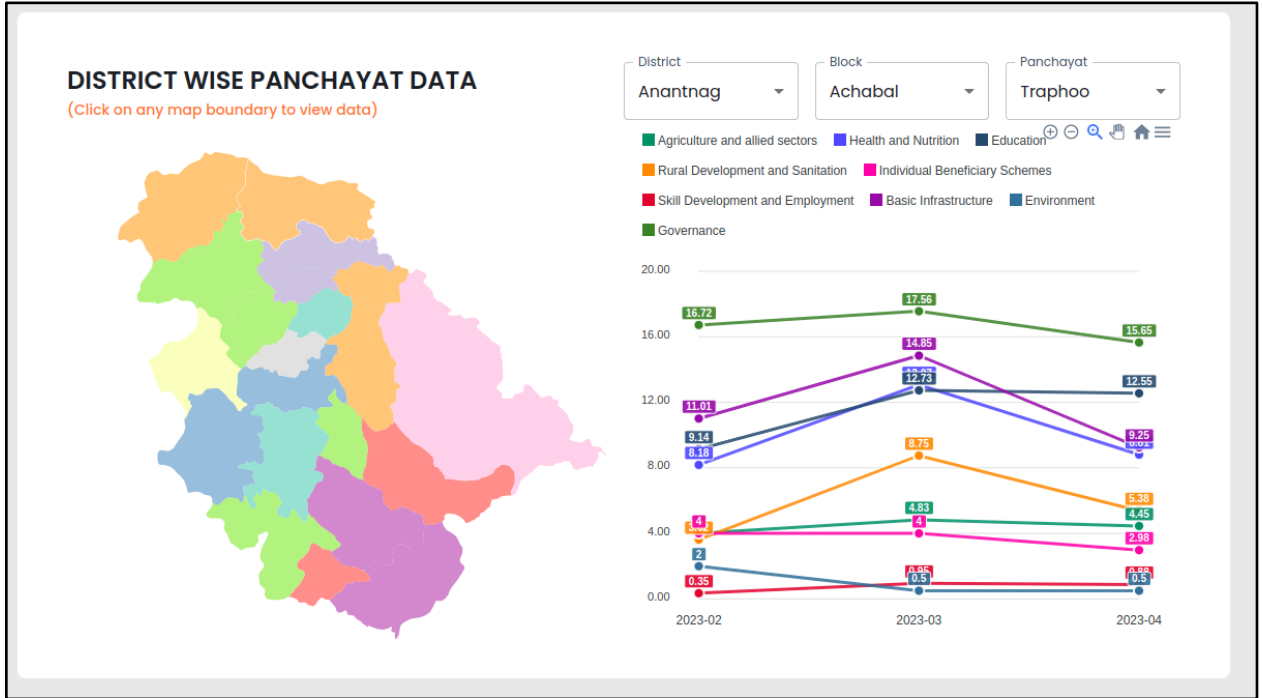 DISTRICT WISE PANCHAYAT DATA
(Click on any map boundary to view data)
District
Anantnag
Block
Achabal
Panchayat
Traphoo
Agriculture and allied sectors Health and Nutrition Education
Rural Development and Sanitation Individual Beneficiary Schemes
Skill Development and Employment Basic Infrastructure Environment
Governance
20.00
16.00
12.00
8.00
4.00
0.00
16.72
17.56
15.65
14.85
12.73
12.55
11.01
9.14
8.18
9.25
8.75
5.38
4.83
4.45
4
4
2.98
2
0.35
0.5
0.5
2023-02 2023-03 2023-04